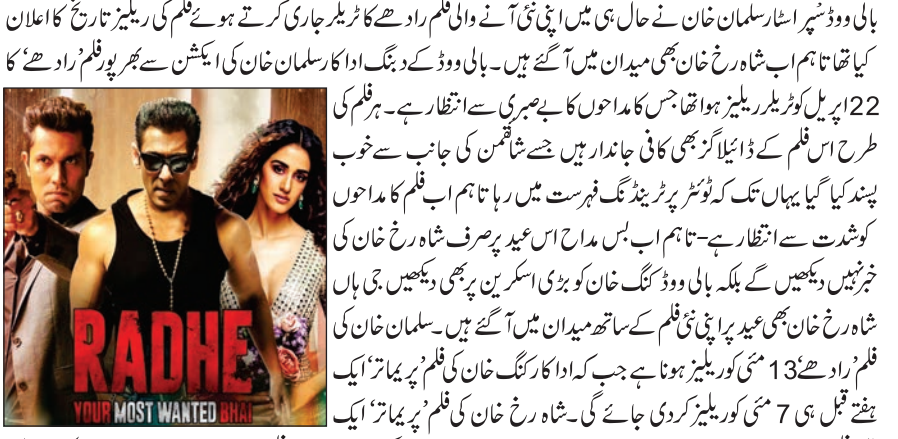 بالی ووڈ سُپر اسٹار سلمان خان نے حال ہی میں اپنی نئی آنے والی فلم رادھے کا ٹریلر جاری کرتے ہوئے فلم کی ریلیز تاریخ کا اعلان
کیا تھا تاہم اب شاہ رخ خان بھی میدان میں آگئے ہیں۔ بالی ووڈ کے دبنگ اداکار سلمان خان کی ایکشن سے بھرپور فلم 'رادھے' کا
22 اپریل کو ٹریلر ریلیز ہوا تھا جس کا مداحوں کا بے صبری سے انتظار ہے۔ ہر فلم کی
طرح اس فلم کے ڈائیلاگز بھی کافی جاندار ہیں جسے شائقمن کی جانب سے خوب
پسند کیا گیا یہاں تک کہ ٹوئٹر پر ٹرینڈنگ فہرست میں رہا تاہم اب فلم کا مداحوں
کو شدت سے انتظار ہے- تاہم اب بس مداح اس عید پر صرف شاہ رخ خان کی
خبر نہیں دیکھیں گے بلکہ بالی ووڈ کنگ خان کو بڑی اسکرین پر بھی دیکھیں جی ہاں
شاہ رخ خان بھی عید پر اپنی نئی فلم کے ساتھ میدان میں آگئے ہیں۔ سلمان خان کی
فلم 'رادھے' 13 مئی کو ریلیز ہونا ہے جب کہ اداکار کنگ خان کی فلم 'پریماتر' ایک
ہفتے قبل ہی 7 مئی کو ریلیز کردی جائے گی۔ شاہ رخ خان کی فلم 'پریماتر' ایک
RADHE
YOUR MOST WANTED BHAI